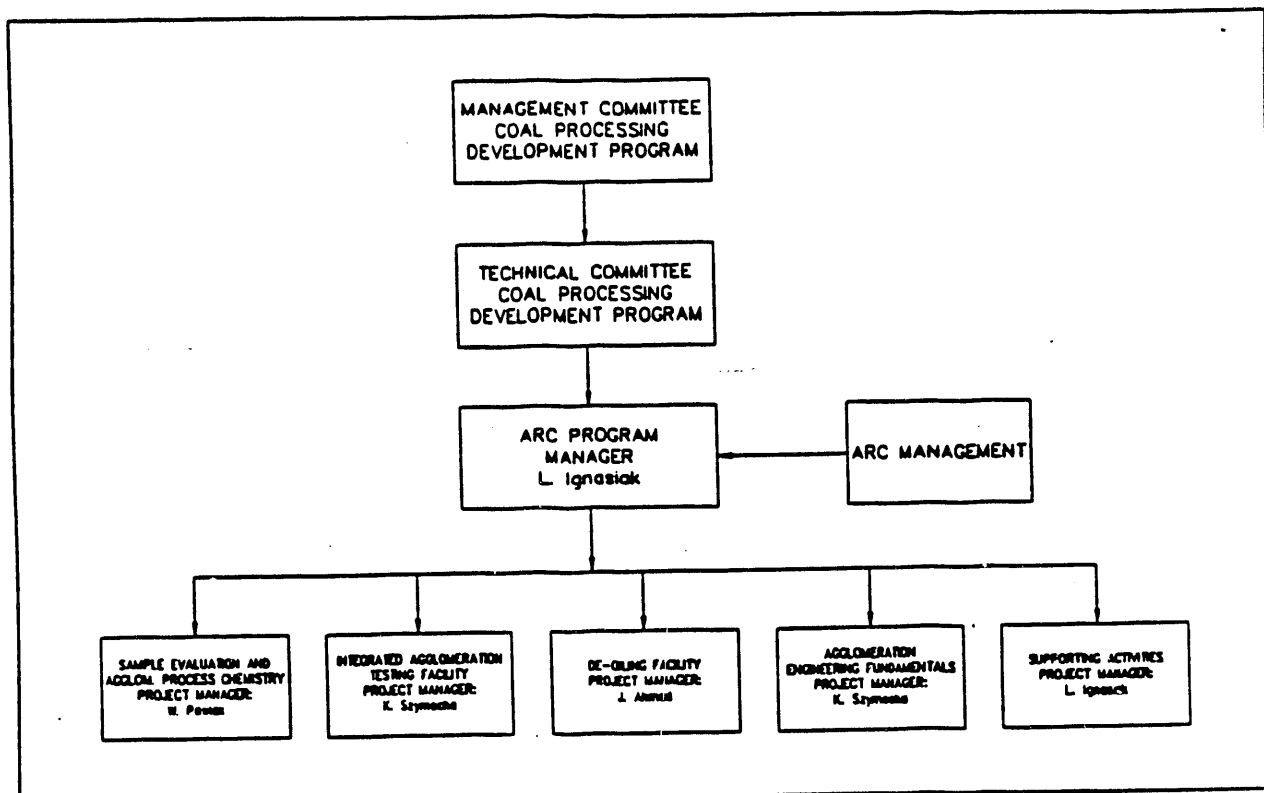 MANAGEMENT COMMITTEE
COAL PROCESSING
DEVELOPMENT PROGRAM
TECHNICAL COMMITTEE
COAL PROCESSING
DEVELOPMENT PROGRAM
ARC PROGRAM
MANAGER
L. Ignasiak
ARC MANAGEMENT
SAMPLE EVALUATION AND
AGGLOM. PROCESS CHEMISTRY
PROJECT MANAGER:
W.
INTEGRATED AGGLOMERATION
TESTING FACILITY
PROJECT MANAGER:
K. Szymocha
DE-OILING FACILITY
PROJECT MANAGER:
J.
AGGLOMERATION
ENGINEERING FUNDAMENTALS
PROJECT MANAGER:
K. Szymocha
SUPPORTING ACTIVITIES
PROJECT MANAGER:
L. Ignasiak